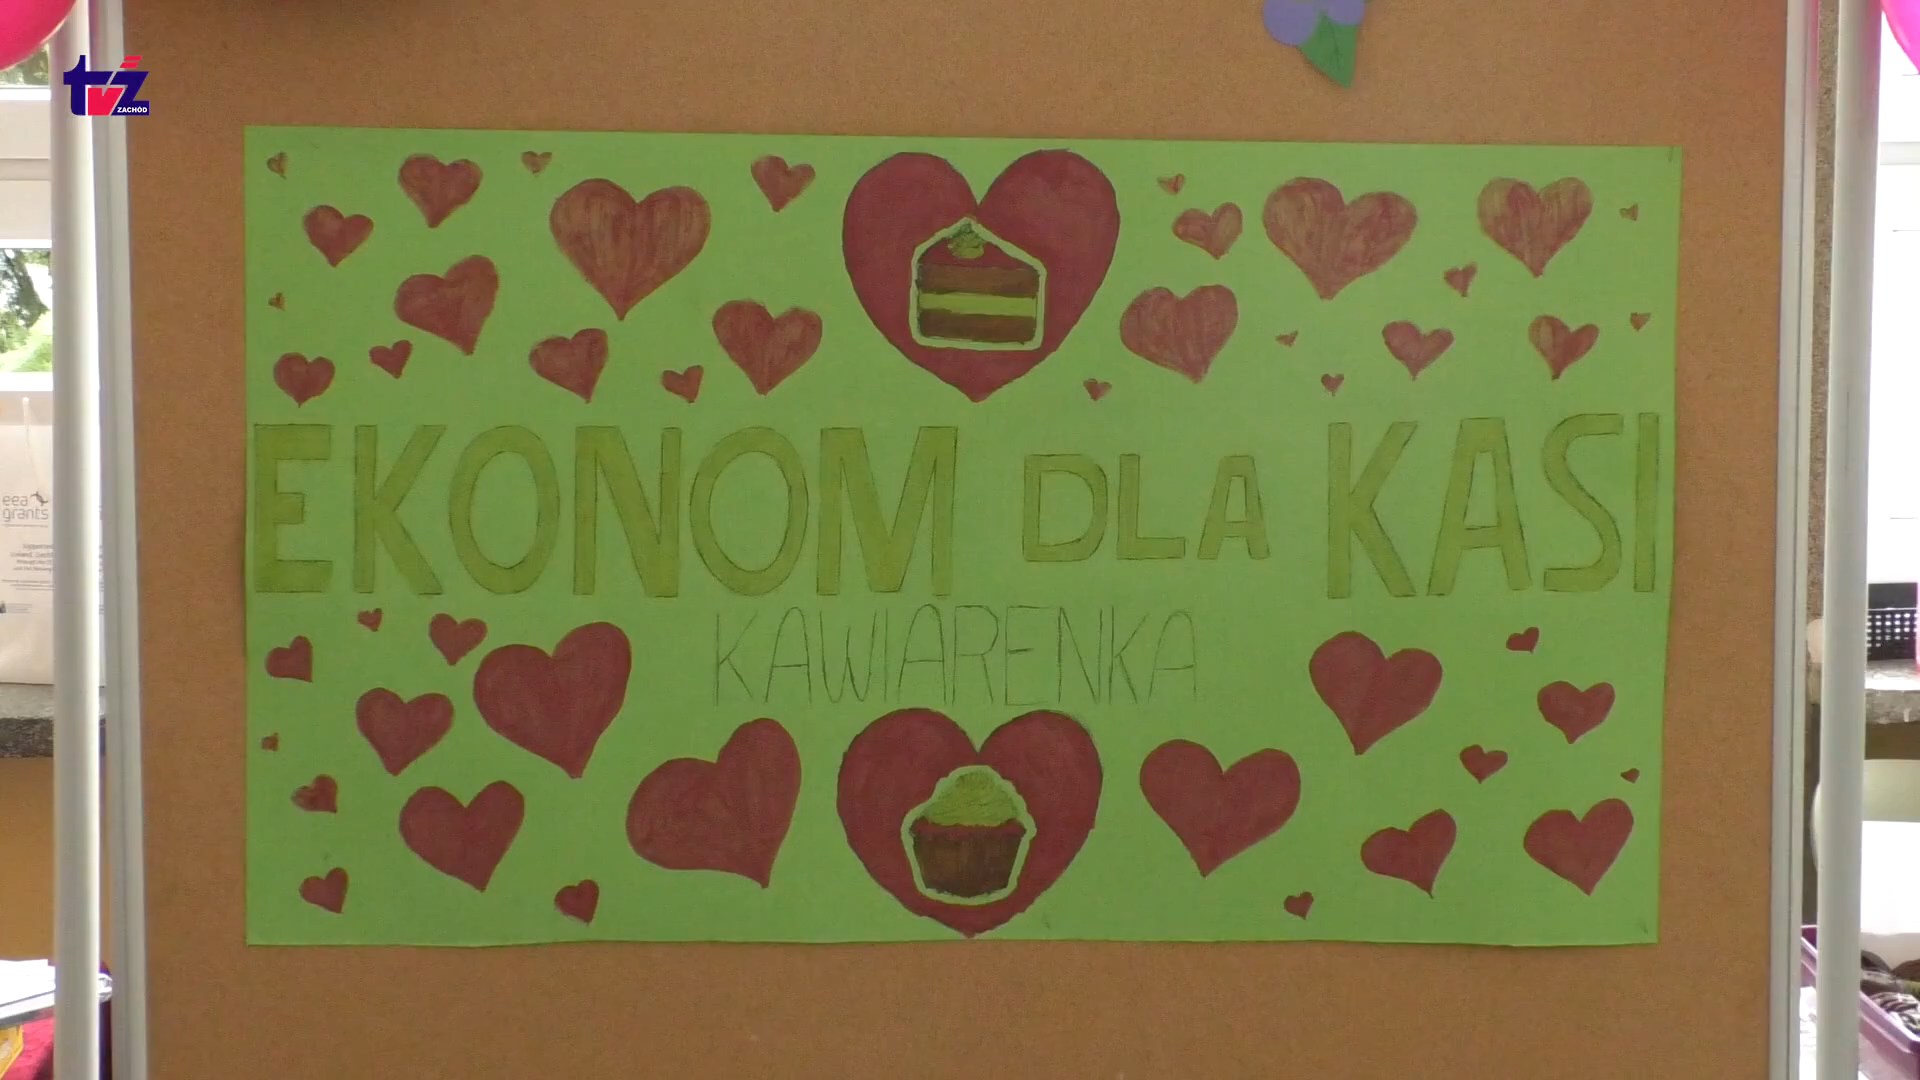 tvz
ZACHÓD
EKONOM DLA KASI
KAWIARENKA
eea
grants